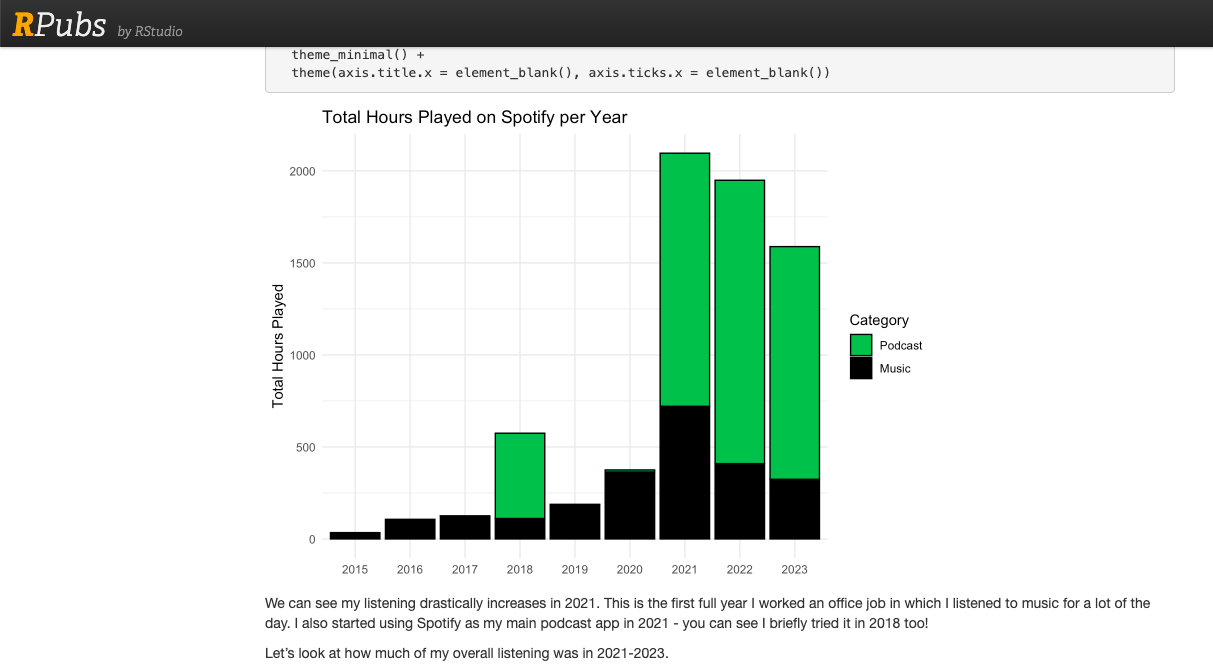 RPubs by RStudio
theme_minimal() +
theme(axis.title.x = element_blank(), axis.ticks.x = element_blank())
Total Hours Played on Spotify per Year
Total Hours Played
2000
1500
1000
500
0
2015 2016 2017 2018 2019 2020 2021 2022 2023
Category
Podcast
Music
We can see my listening drastically increases in 2021. This is the first full year I worked an office job in which I listened to music for a lot of the
day. I also started using Spotify as my main podcast app in 2021 - you can see I briefly tried it in 2018 too!
Let’s look at how much of my overall listening was in 2021-2023.